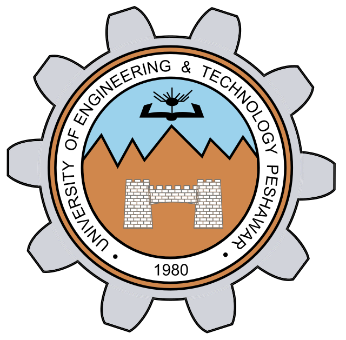 UNIVERSITY OF ENGINEERING & TECHNOLOGY PESHAWAR
1980